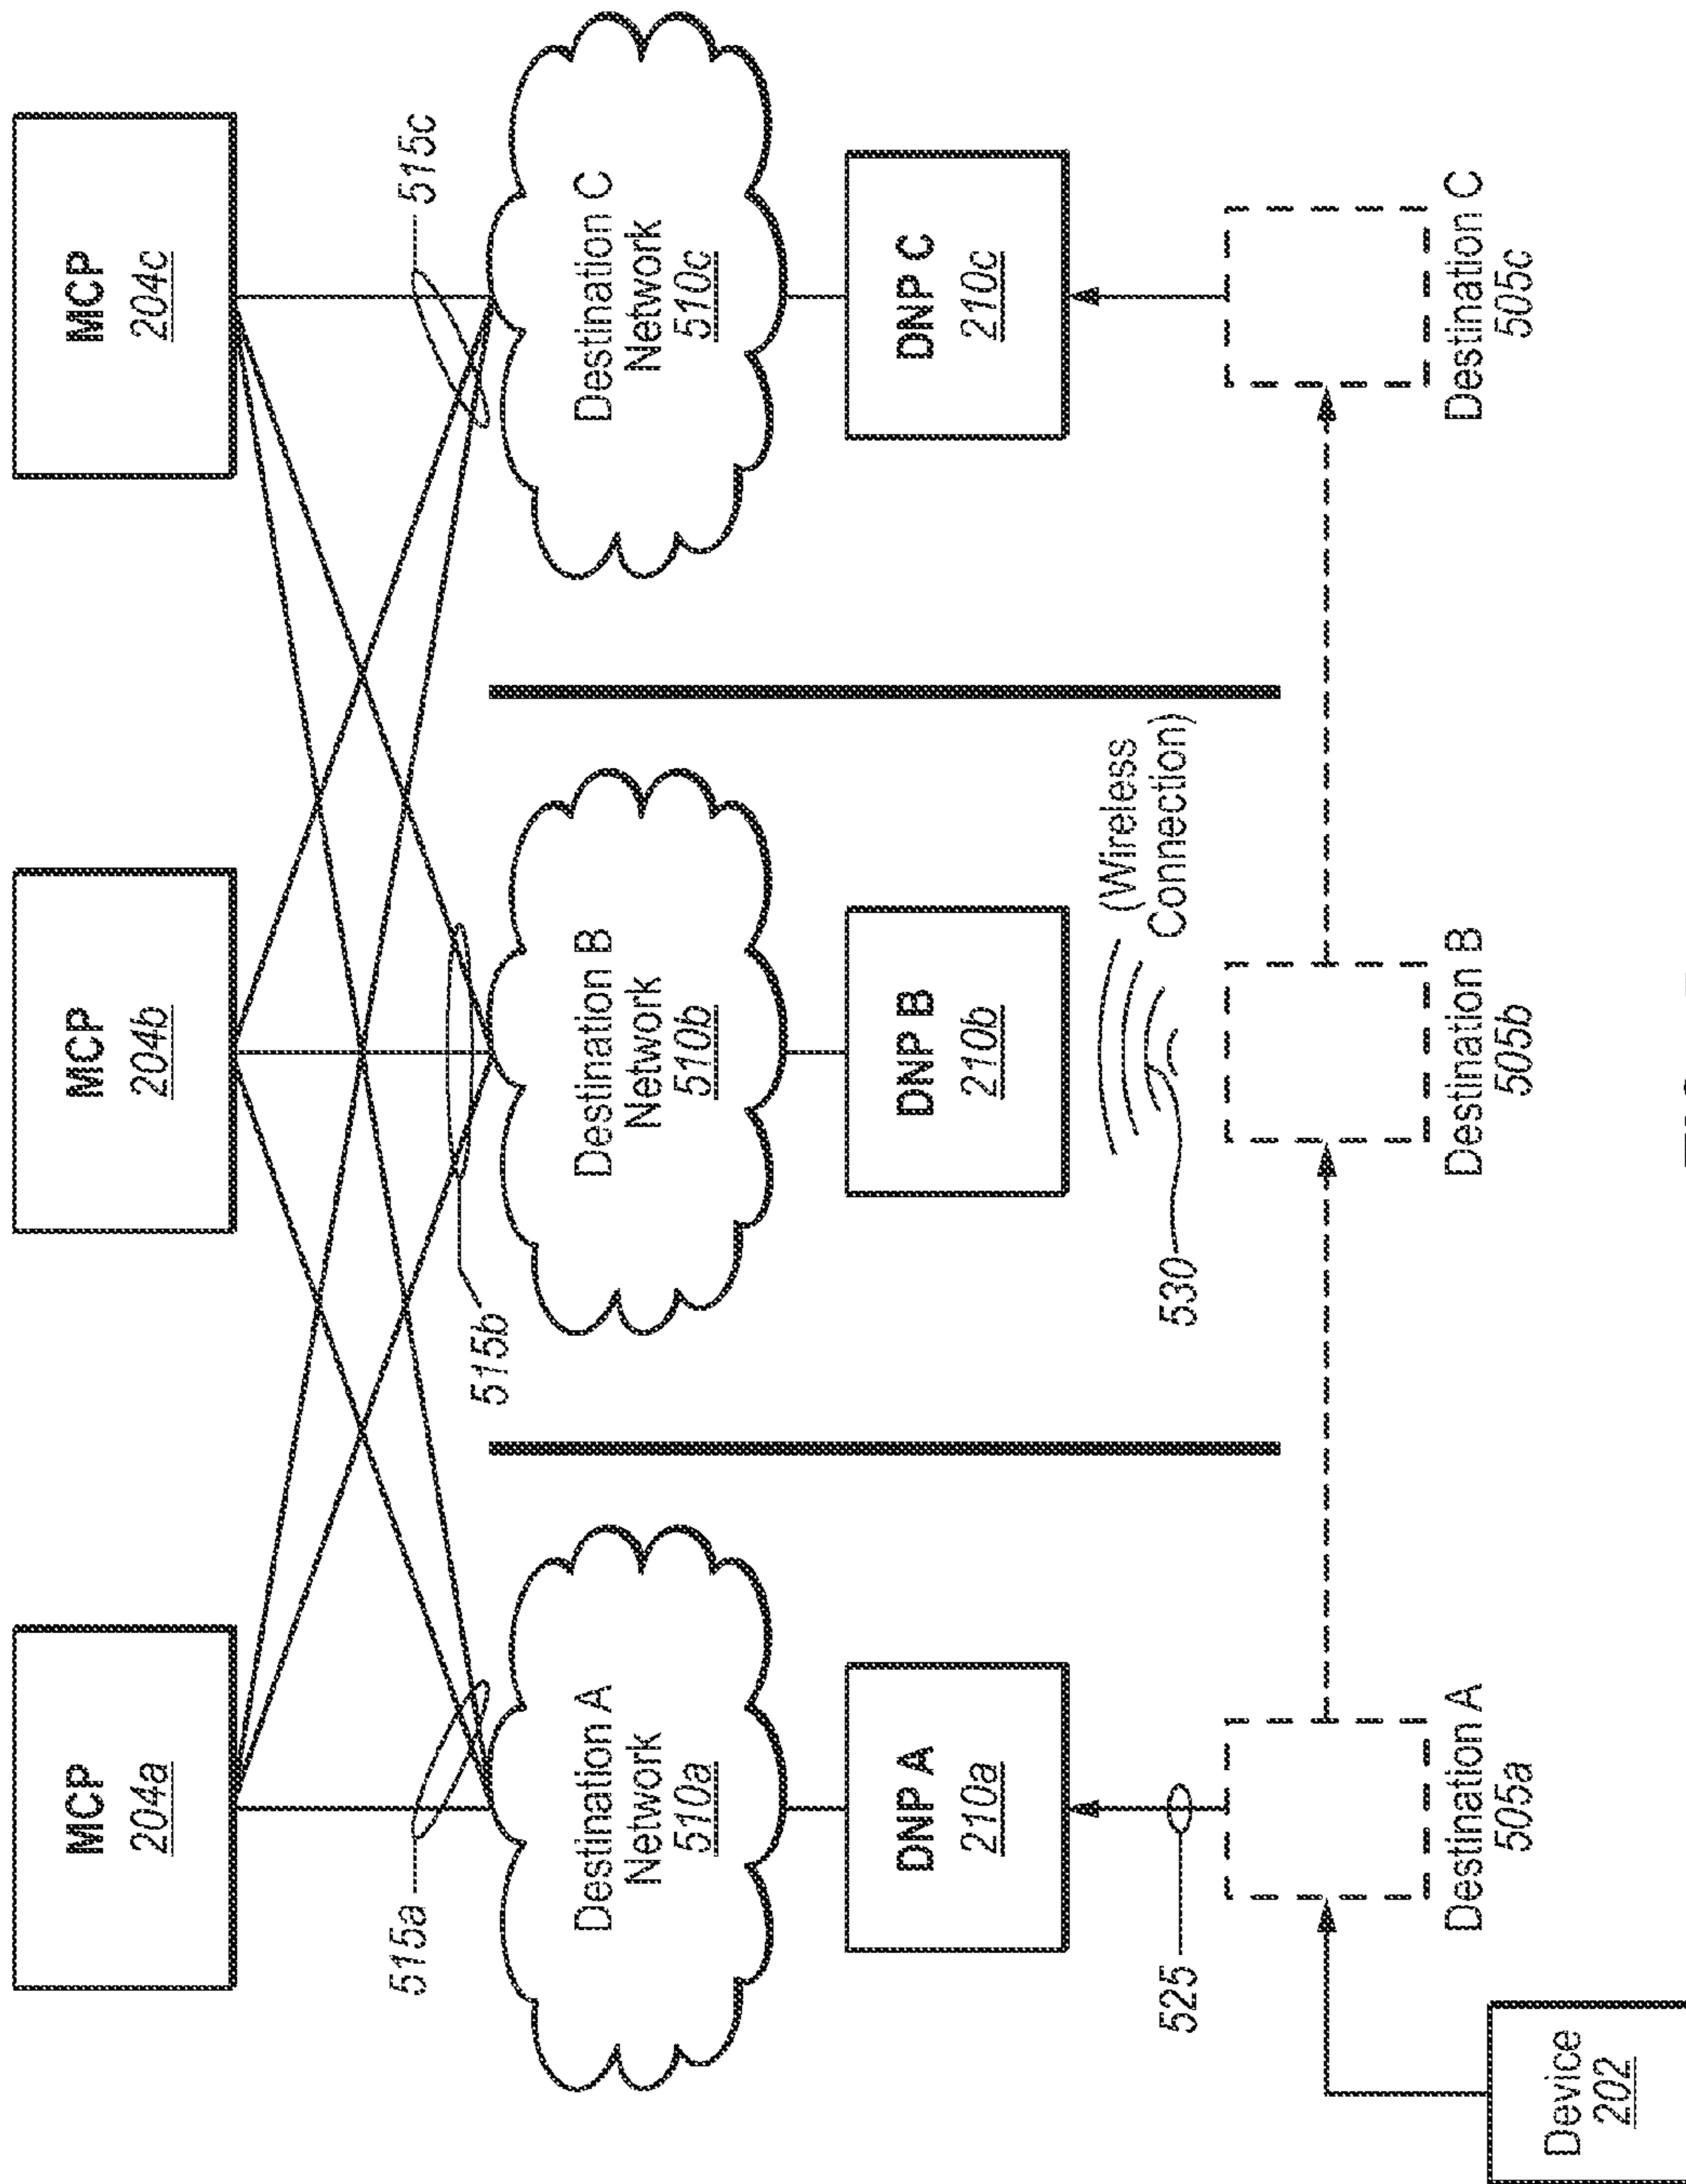 MCP
204a
MCP
204b
MCP
204c
515a
515b
515c
Destination A
Network
510a
Destination B
Network
510b
Destination C
Network
510c
DNP A
210a
DNP B
210b
DNP C
210c
525
530
(Wireless
Connection)
Destination A
505a
Destination B
505b
Destination C
505c
Device
202